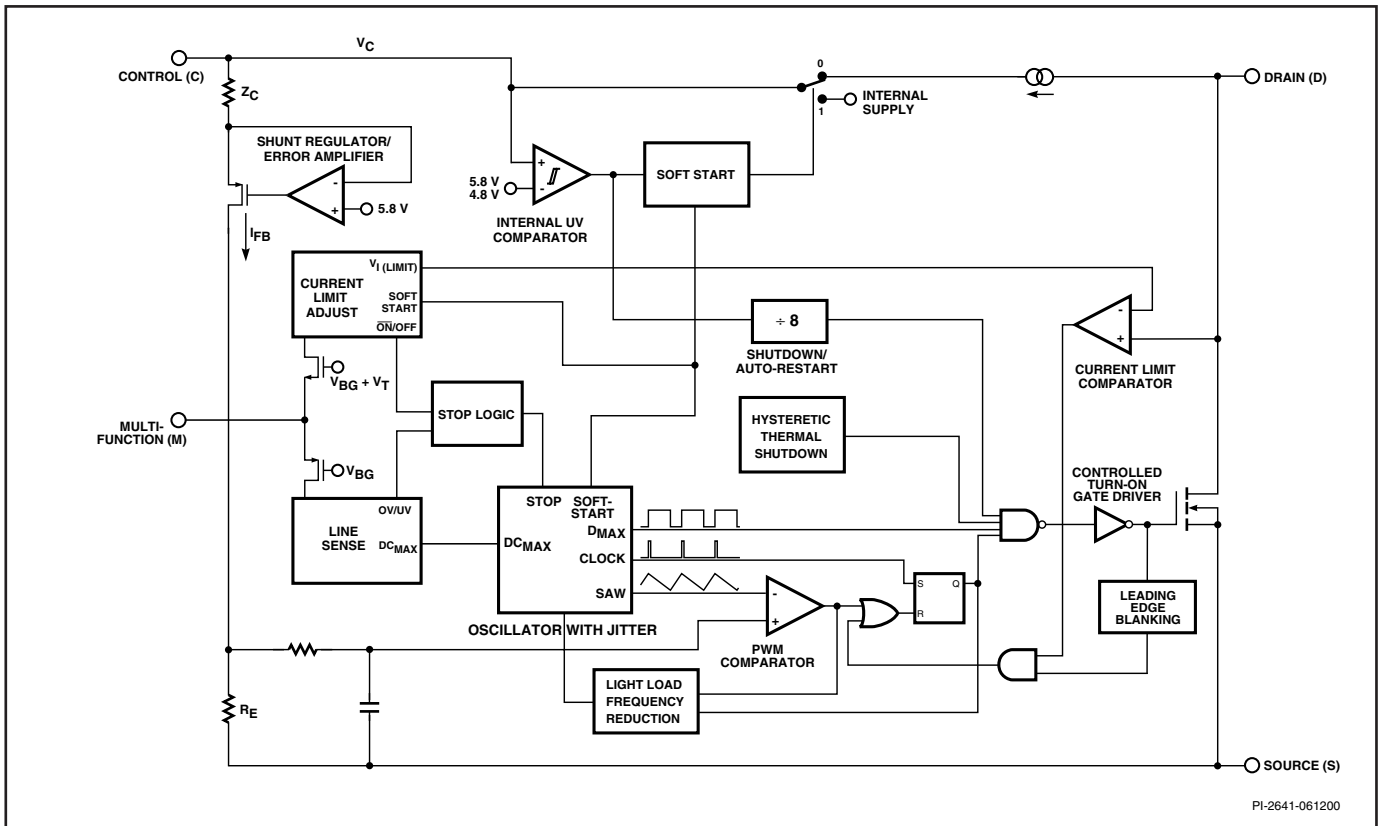 V_C
CONTROL (C)
Z_C
0
1
INTERNAL
SUPPLY
DRAIN (D)
SHUNT REGULATOR/
ERROR AMPLIFIER
-
+
5.8 V
I_FB
+
-
5.8 V
4.8 V
INTERNAL UV
COMPARATOR
SOFT START
CURRENT
LIMIT
ADJUST
V_I (LIMIT)
SOFT
START
O̅N̅/OFF
÷ 8
SHUTDOWN/
AUTO-RESTART
-
+
CURRENT LIMIT
COMPARATOR
V_BG + V_T
MULTI-
FUNCTION (M)
STOP LOGIC
HYSTERETIC
THERMAL
SHUTDOWN
V_BG
CONTROLLED
TURN-ON
GATE DRIVER
OV/UV
LINE
SENSE
DC_MAX
STOP
SOFT-
START
D_MAX
DC_MAX
CLOCK
SAW
OSCILLATOR WITH JITTER
-
+
PWM
COMPARATOR
S
Q
R
LEADING
EDGE
BLANKING
LIGHT LOAD
FREQUENCY
REDUCTION
R_E
SOURCE (S)
PI-2641-061200